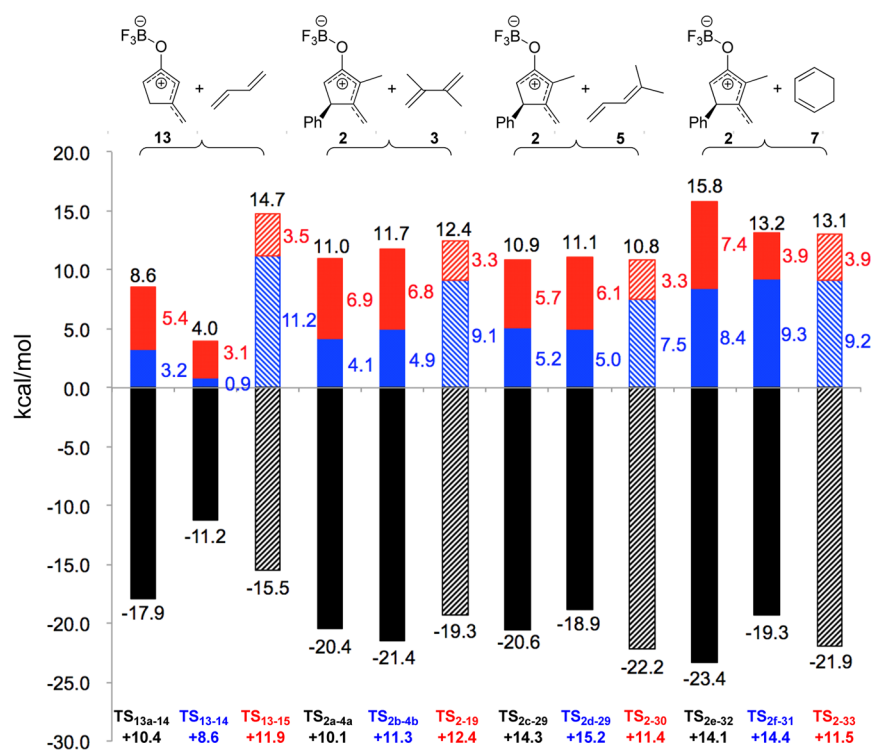 ⊖ ⊖ ⊖ ⊖
F₃B F₃B F₃B F₃B
O O O O
⊕ + ⊕ + ⊕ + ⊕ +
Ph Ph Ph
13 2 3 2 5 2 7
kcal/mol
20.0
15.0
10.0
5.0
0.0
-5.0
-10.0
-15.0
-20.0
-25.0
-30.0
8.6 4.0 14.7 11.0 11.7 12.4 10.9 11.1 10.8 15.8 13.2 13.1
5.4 3.1 3.5 6.9 6.8 3.3 5.7 6.1 3.3 7.4 3.9 3.9
3.2 0.9 11.2 4.1 4.9 9.1 5.2 5.0 7.5 8.4 9.3 9.2
-17.9 -11.2 -15.5 -20.4 -21.4 -19.3 -20.6 -18.9 -22.2 -23.4 -19.3 -21.9
TS13a-14 TS13-14 TS13-15 TS2a-4a TS2b-4b TS2-19 TS2c-29 TS2d-29 TS2-30 TS2e-32 TS2f-31 TS2-33
+10.4 +8.6 +11.9 +10.1 +11.3 +12.4 +14.3 +15.2 +11.4 +14.1 +14.4 +11.5